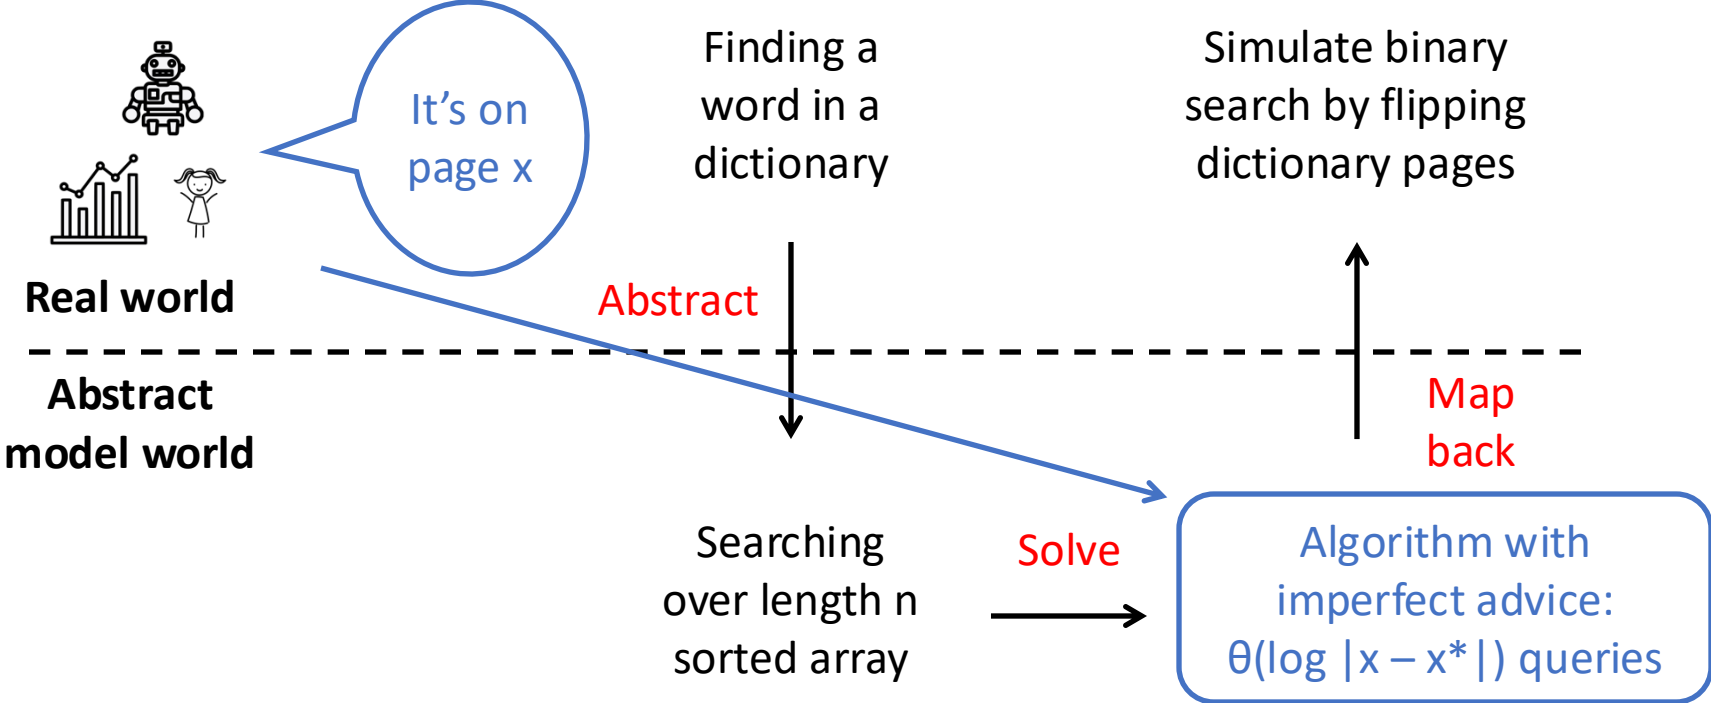 It’s on
page x
Finding a
word in a
dictionary
Simulate binary
search by flipping
dictionary pages
Real world
Abstract
Abstract
model world
Map
back
Searching
over length n
sorted array
Solve
Algorithm with
imperfect advice:
θ(log |x – x*|) queries